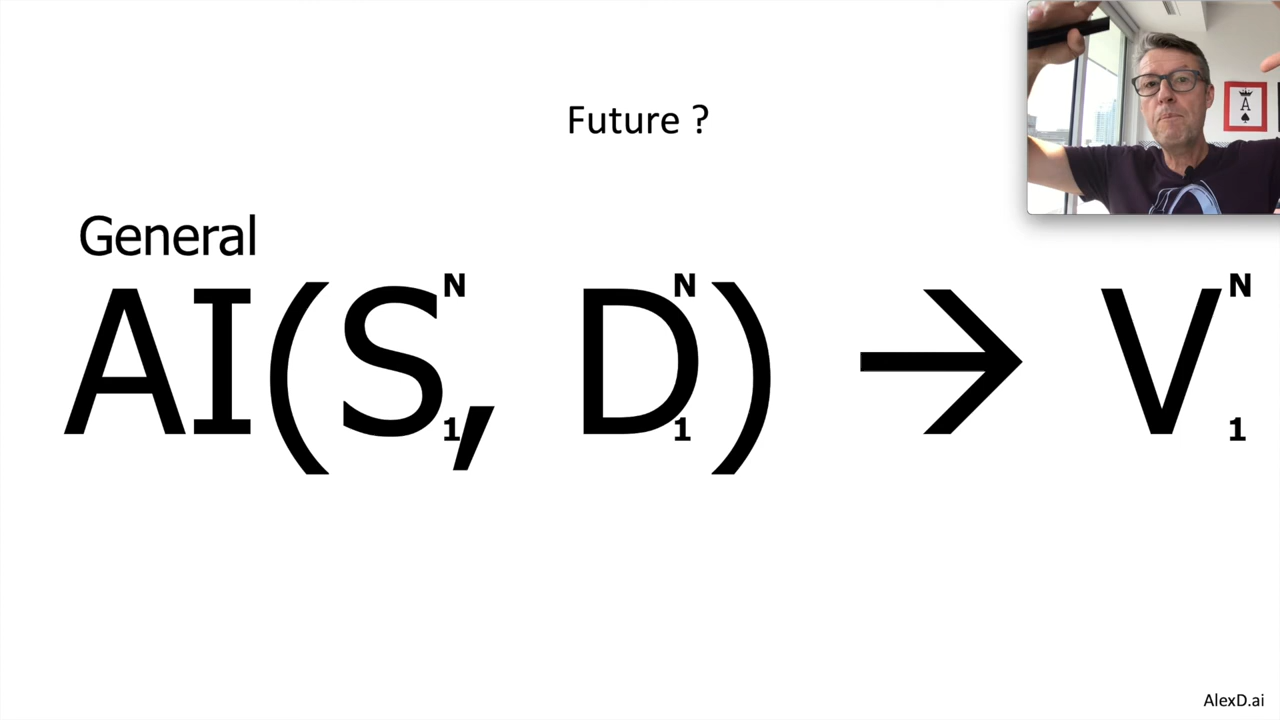 Future ?
General
AI(S₁ᴺ, D₁ᴺ) → V₁ᴺ
A
AlexD.ai